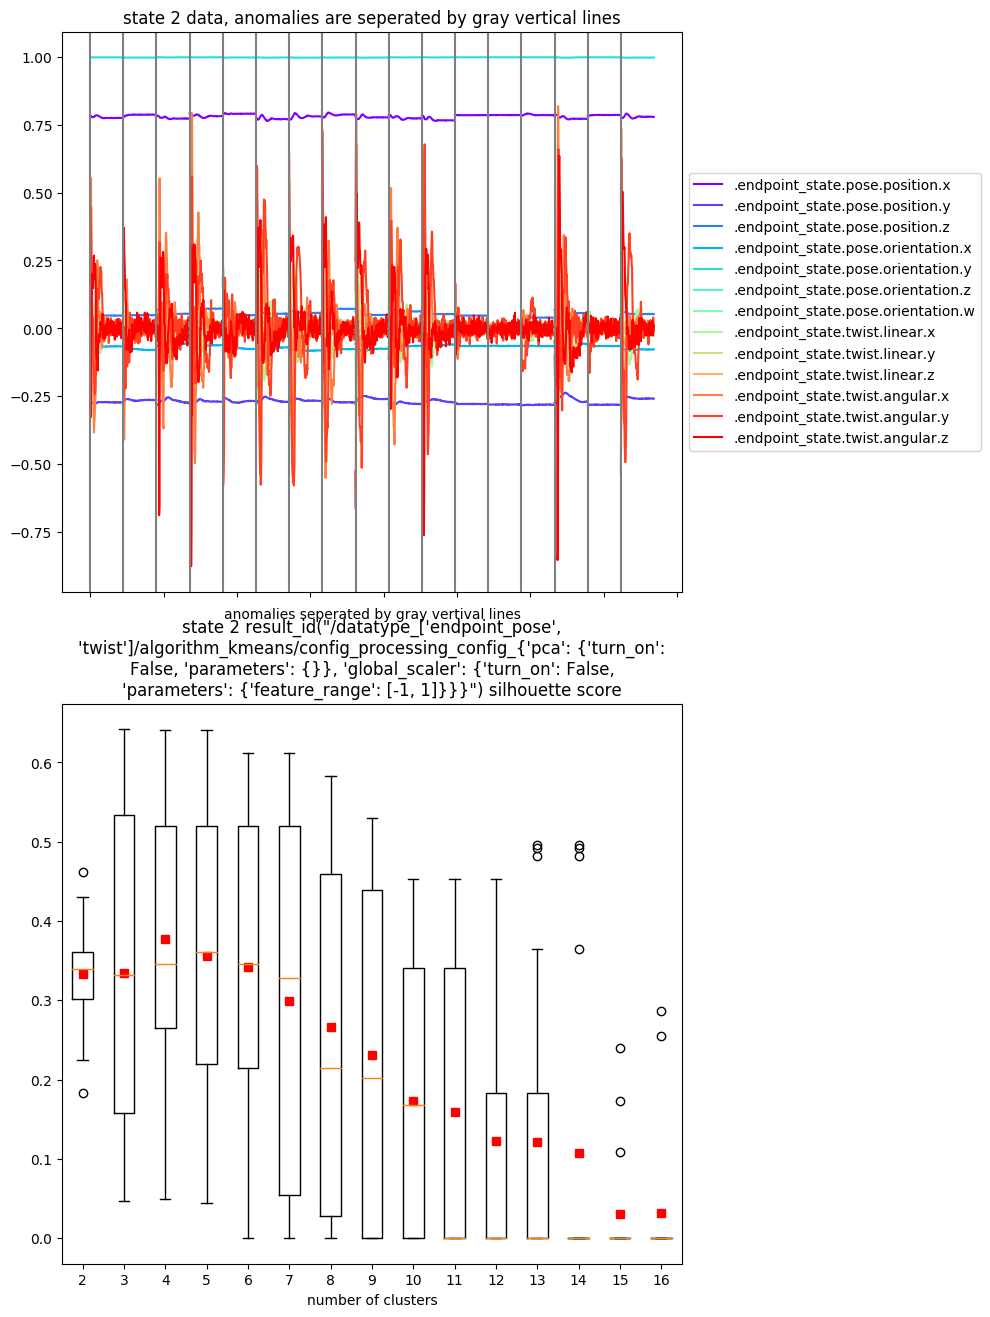 state 2 data, anomalies are seperated by gray vertical lines
1.00
0.75
0.50
0.25
0.00
−0.25
−0.50
−0.75
.endpoint_state.pose.position.x
.endpoint_state.pose.position.y
.endpoint_state.pose.position.z
.endpoint_state.pose.orientation.x
.endpoint_state.pose.orientation.y
.endpoint_state.pose.orientation.z
.endpoint_state.pose.orientation.w
.endpoint_state.twist.linear.x
.endpoint_state.twist.linear.y
.endpoint_state.twist.linear.z
.endpoint_state.twist.angular.x
.endpoint_state.twist.angular.y
.endpoint_state.twist.angular.z
anomalies seperated by gray vertival lines
state 2 result_id("/datatype_['endpoint_pose',
'twist']/algorithm_kmeans/config_processing_config_{'pca': {'turn_on':
False, 'parameters': {}}, 'global_scaler': {'turn_on': False,
'parameters': {'feature_range': [-1, 1]}}}") silhouette score
0.6
0.5
0.4
0.3
0.2
0.1
0.0
2 3 4 5 6 7 8 9 10 11 12 13 14 15 16
number of clusters